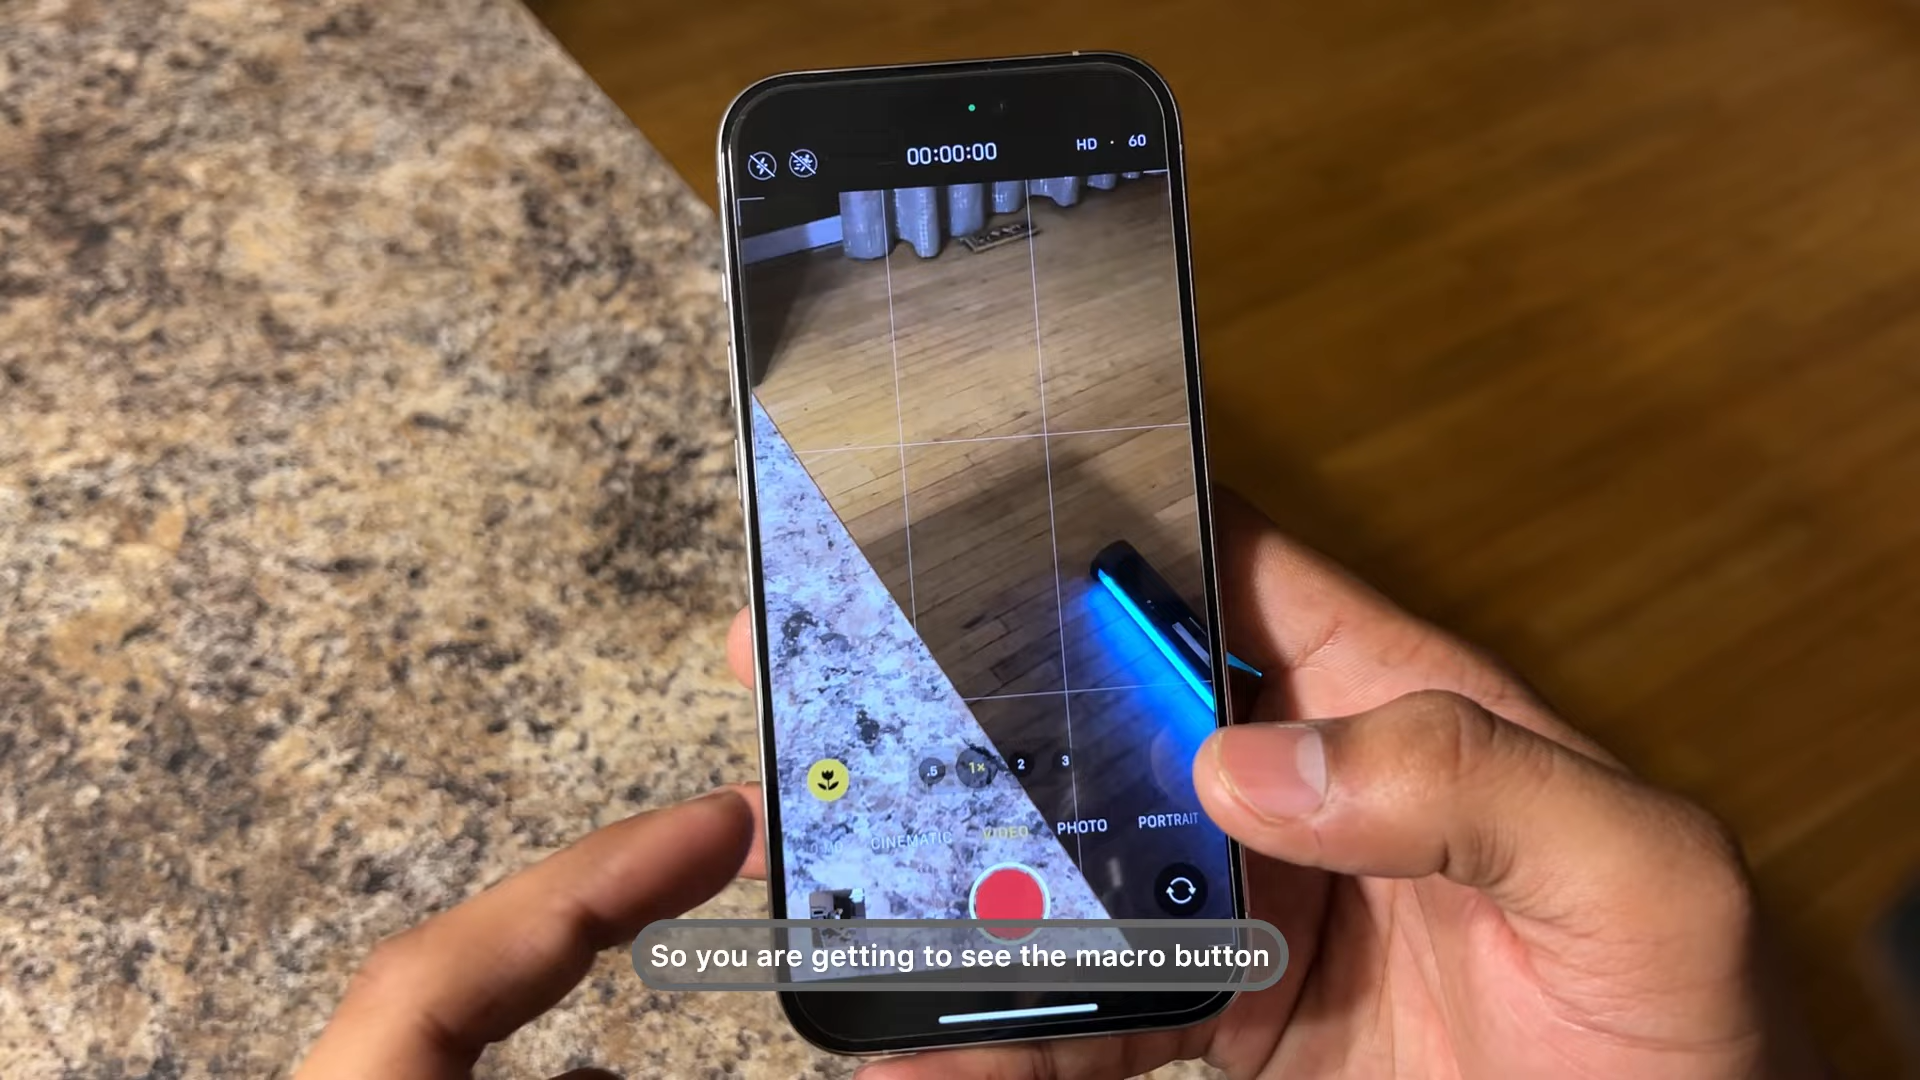 00:00:00
HD · 60
.5 1× 2 3
CINEMATIC VIDEO PHOTO PORTRAIT
So you are getting to see the macro button